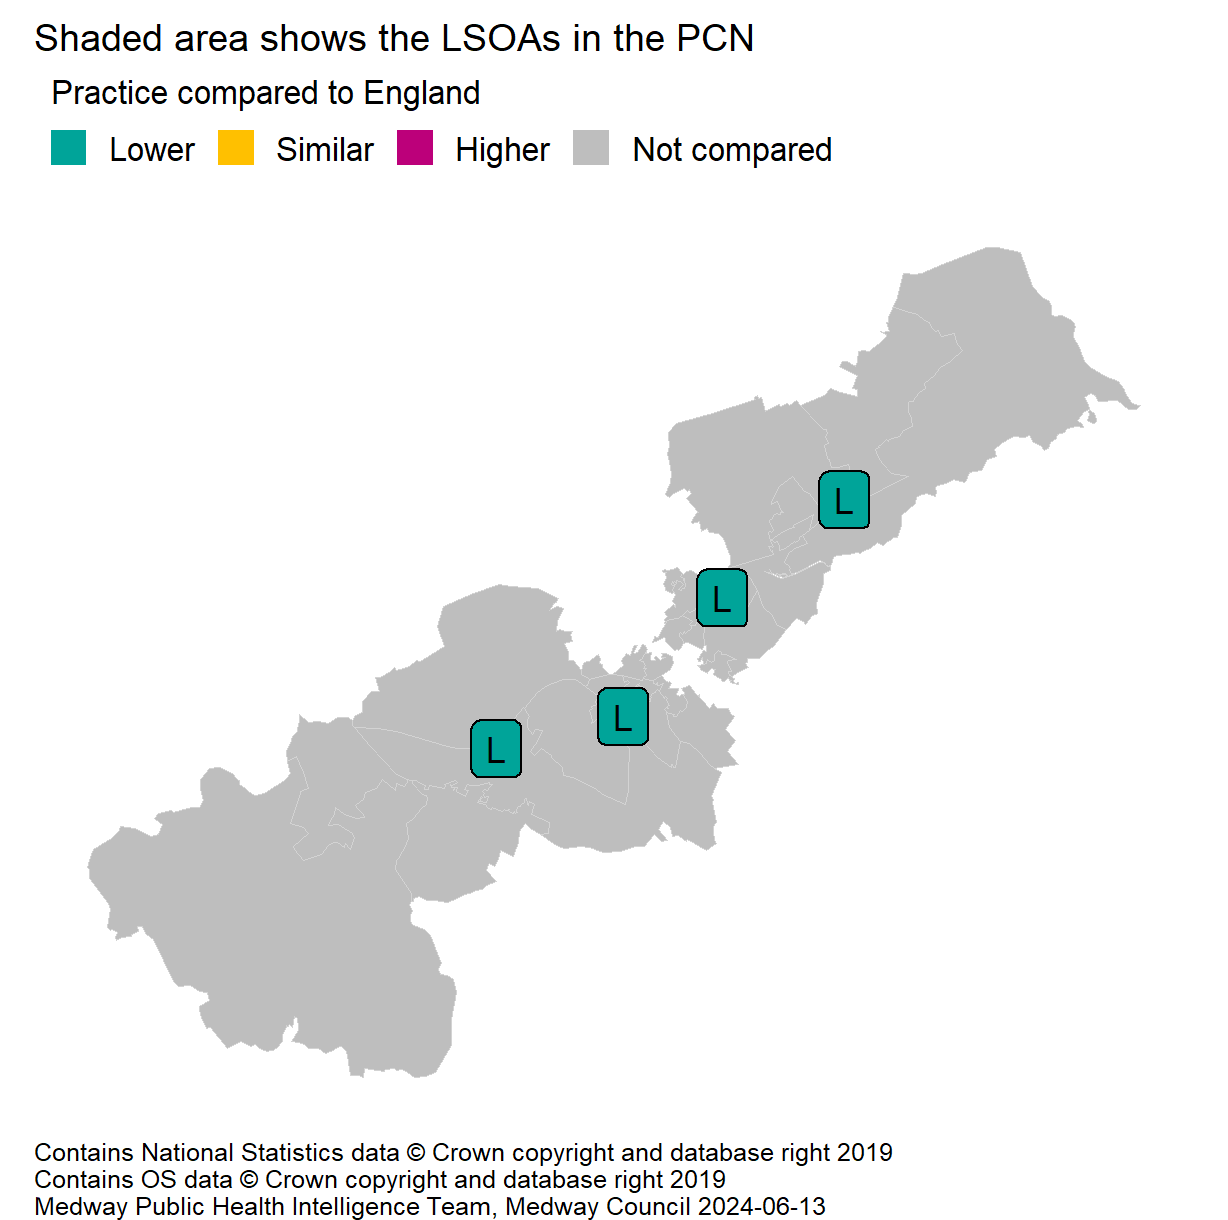 Shaded area shows the LSOAs in the PCN
Practice compared to England
Lower Similar Higher Not compared
L
L
L
L
Contains National Statistics data © Crown copyright and database right 2019
Contains OS data © Crown copyright and database right 2019
Medway Public Health Intelligence Team, Medway Council 2024-06-13